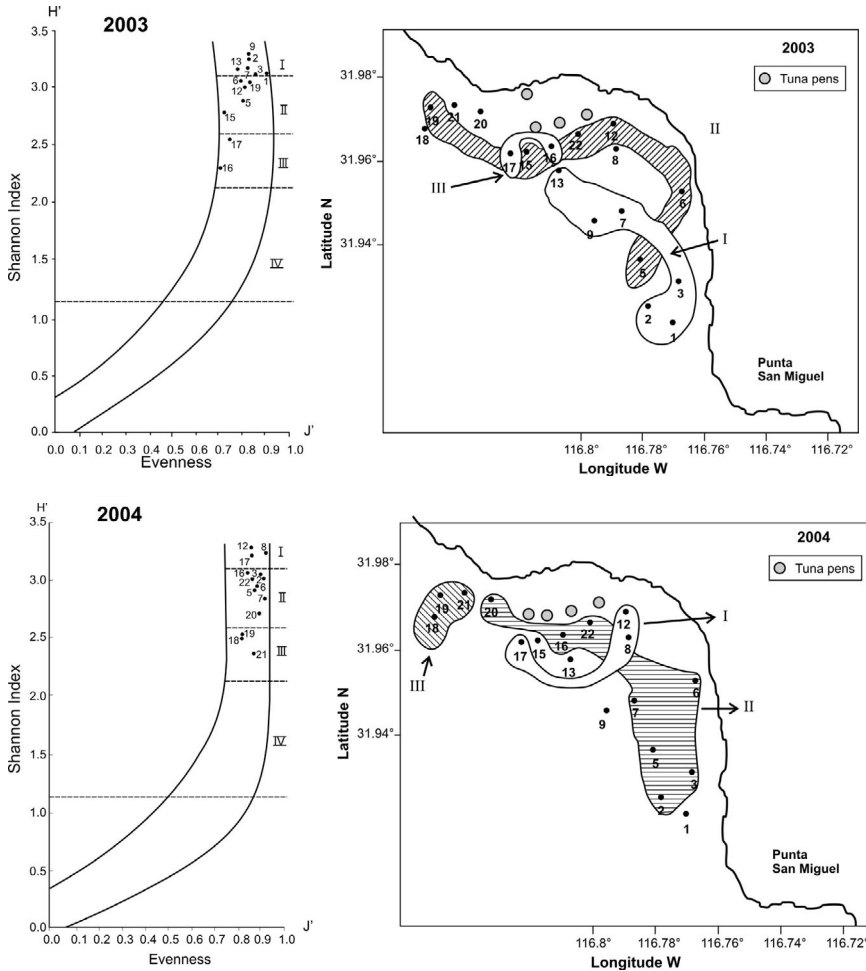 H'
2003
3.5
3.0
2.5
2.0
1.5
1.0
0.5
0.0
Shannon Index
9
2
13
7
3
1
6
12
19
5
15
17
16
I
II
III
IV
0.0 0.1 0.2 0.3 0.4 0.5 0.6 0.7 0.8 0.9 1.0
J'
Evenness
2003
Tuna pens
31.98°
31.96°
31.94°
Latitude N
19
21
20
18
17
15
16
22
12
8
13
II
III
6
7
9
I
5
3
2
1
Punta
San Miguel
116.8° 116.78° 116.76° 116.74° 116.72°
Longitude W
H'
2004
3.5
3.0
2.5
2.0
1.5
1.0
0.5
0.0
Shannon Index
12
8
17
16
3
22
2
6
5
7
20
19
18
21
I
II
III
IV
0.0 0.1 0.2 0.3 0.4 0.5 0.6 0.7 0.8 0.9 1.0
J'
Evenness
2004
Tuna pens
31.98°
31.96°
31.94°
Latitude N
19
21
20
18
22
12
I
17
15
16
8
13
III
6
7
II
9
5
3
2
1
Punta
San Miguel
116.8° 116.78° 116.76° 116.74° 116.72°
Longitude W